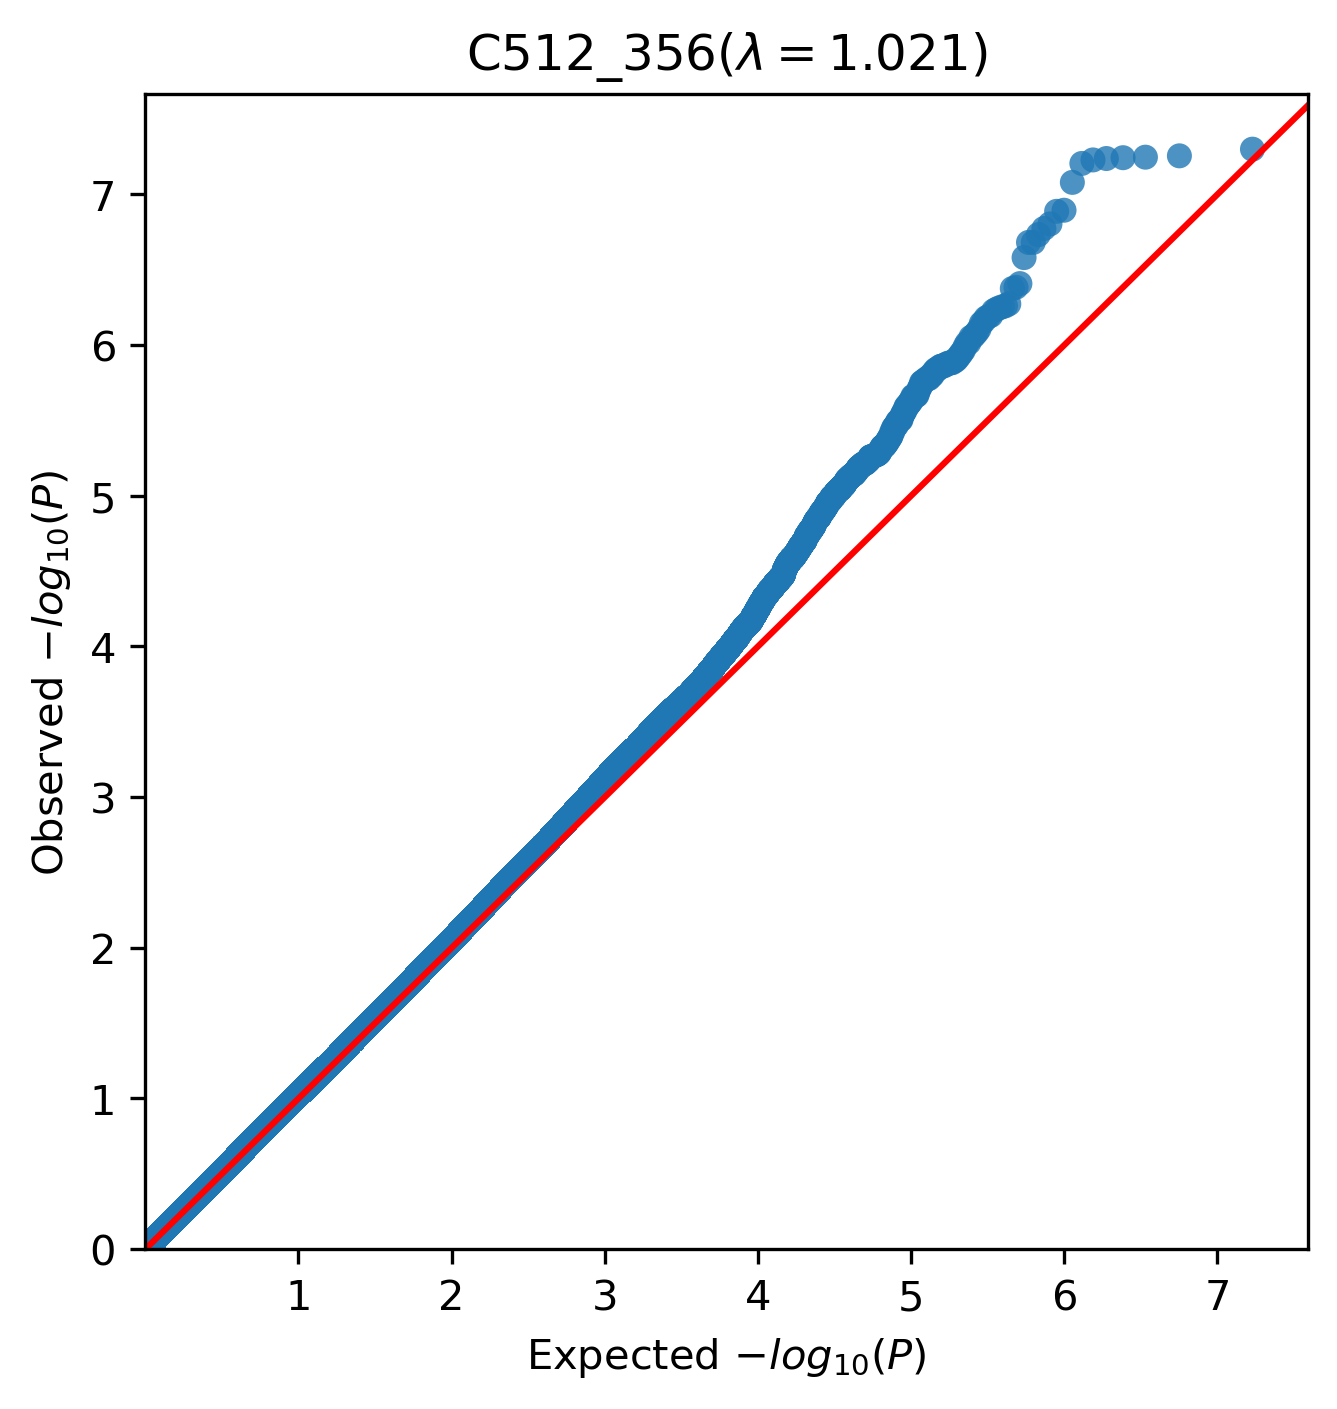 C512_356(λ = 1.021)
Observed −log₁₀(P)
7
6
5
4
3
2
1
0
1 2 3 4 5 6 7
Expected −log₁₀(P)